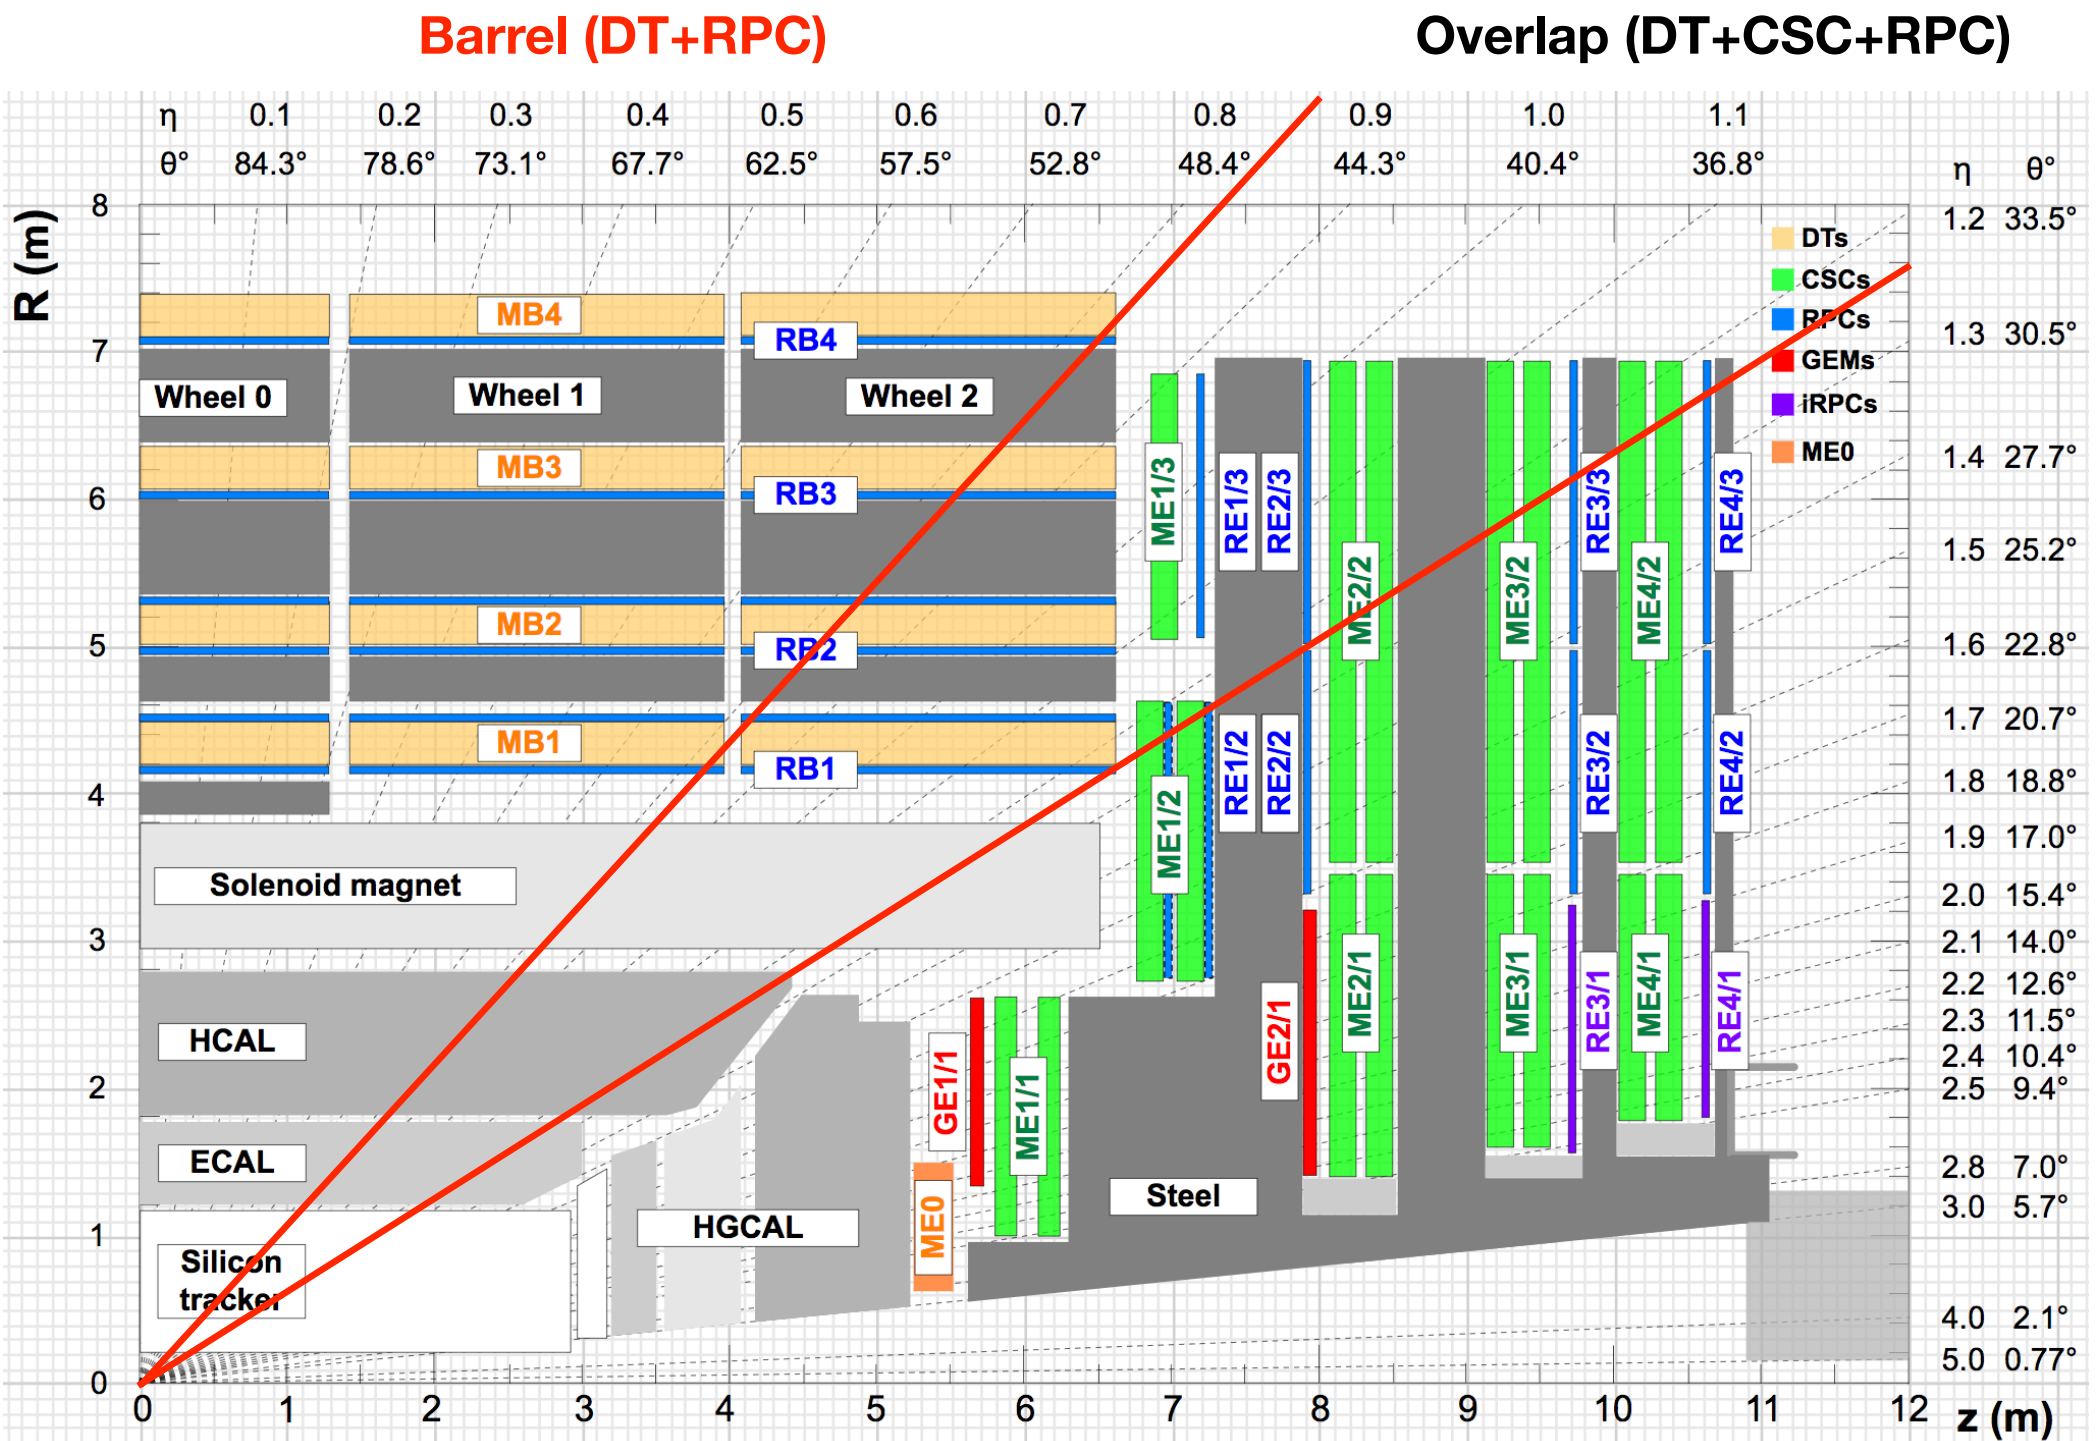 Barrel (DT+RPC)
Overlap (DT+CSC+RPC)
η 0.1 0.2 0.3 0.4 0.5 0.6 0.7 0.8 0.9 1.0 1.1
θ° 84.3° 78.6° 73.1° 67.7° 62.5° 57.5° 52.8° 48.4° 44.3° 40.4° 36.8°
η θ°
1.2 33.5°
1.3 30.5°
1.4 27.7°
1.5 25.2°
1.6 22.8°
1.7 20.7°
1.8 18.8°
1.9 17.0°
2.0 15.4°
2.1 14.0°
2.2 12.6°
2.3 11.5°
2.4 10.4°
2.5 9.4°
2.8 7.0°
3.0 5.7°
4.0 2.1°
5.0 0.77°
DTs
CSCs
RPCs
GEMs
iRPCs
ME0
R (m)
8
7
6
5
4
3
2
1
0
MB4
RB4
Wheel 0
Wheel 1
Wheel 2
MB3
RB3
MB2
RB2
MB1
RB1
Solenoid magnet
HCAL
ECAL
Silicon
tracker
HGCAL
Steel
ME1/3
RE1/3
RE2/3
ME2/2
ME3/2
RE3/3
ME4/2
RE4/3
ME1/2
RE1/2
RE2/2
RE3/2
RE4/2
GE1/1
ME1/1
ME0
GE2/1
ME2/1
ME3/1
RE3/1
ME4/1
RE4/1
0 1 2 3 4 5 6 7 8 9 10 11 12
z (m)